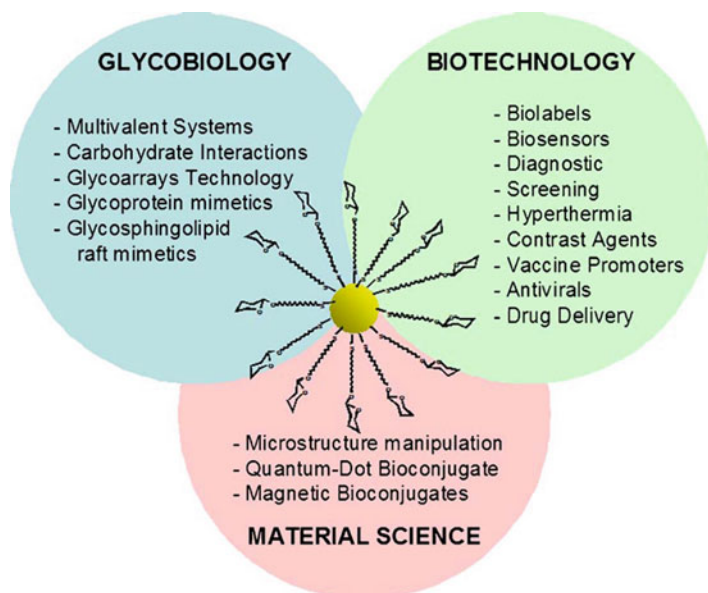 GLYCOBIOLOGY
- Multivalent Systems
- Carbohydrate Interactions
- Glycoarrays Technology
- Glycoprotein mimetics
- Glycosphingolipid
raft mimetics
BIOTECHNOLOGY
- Biolabels
- Biosensors
- Diagnostic
- Screening
- Hyperthermia
- Contrast Agents
- Vaccine Promoters
- Antivirals
- Drug Delivery
- Microstructure manipulation
- Quantum-Dot Bioconjugate
- Magnetic Bioconjugates
MATERIAL SCIENCE